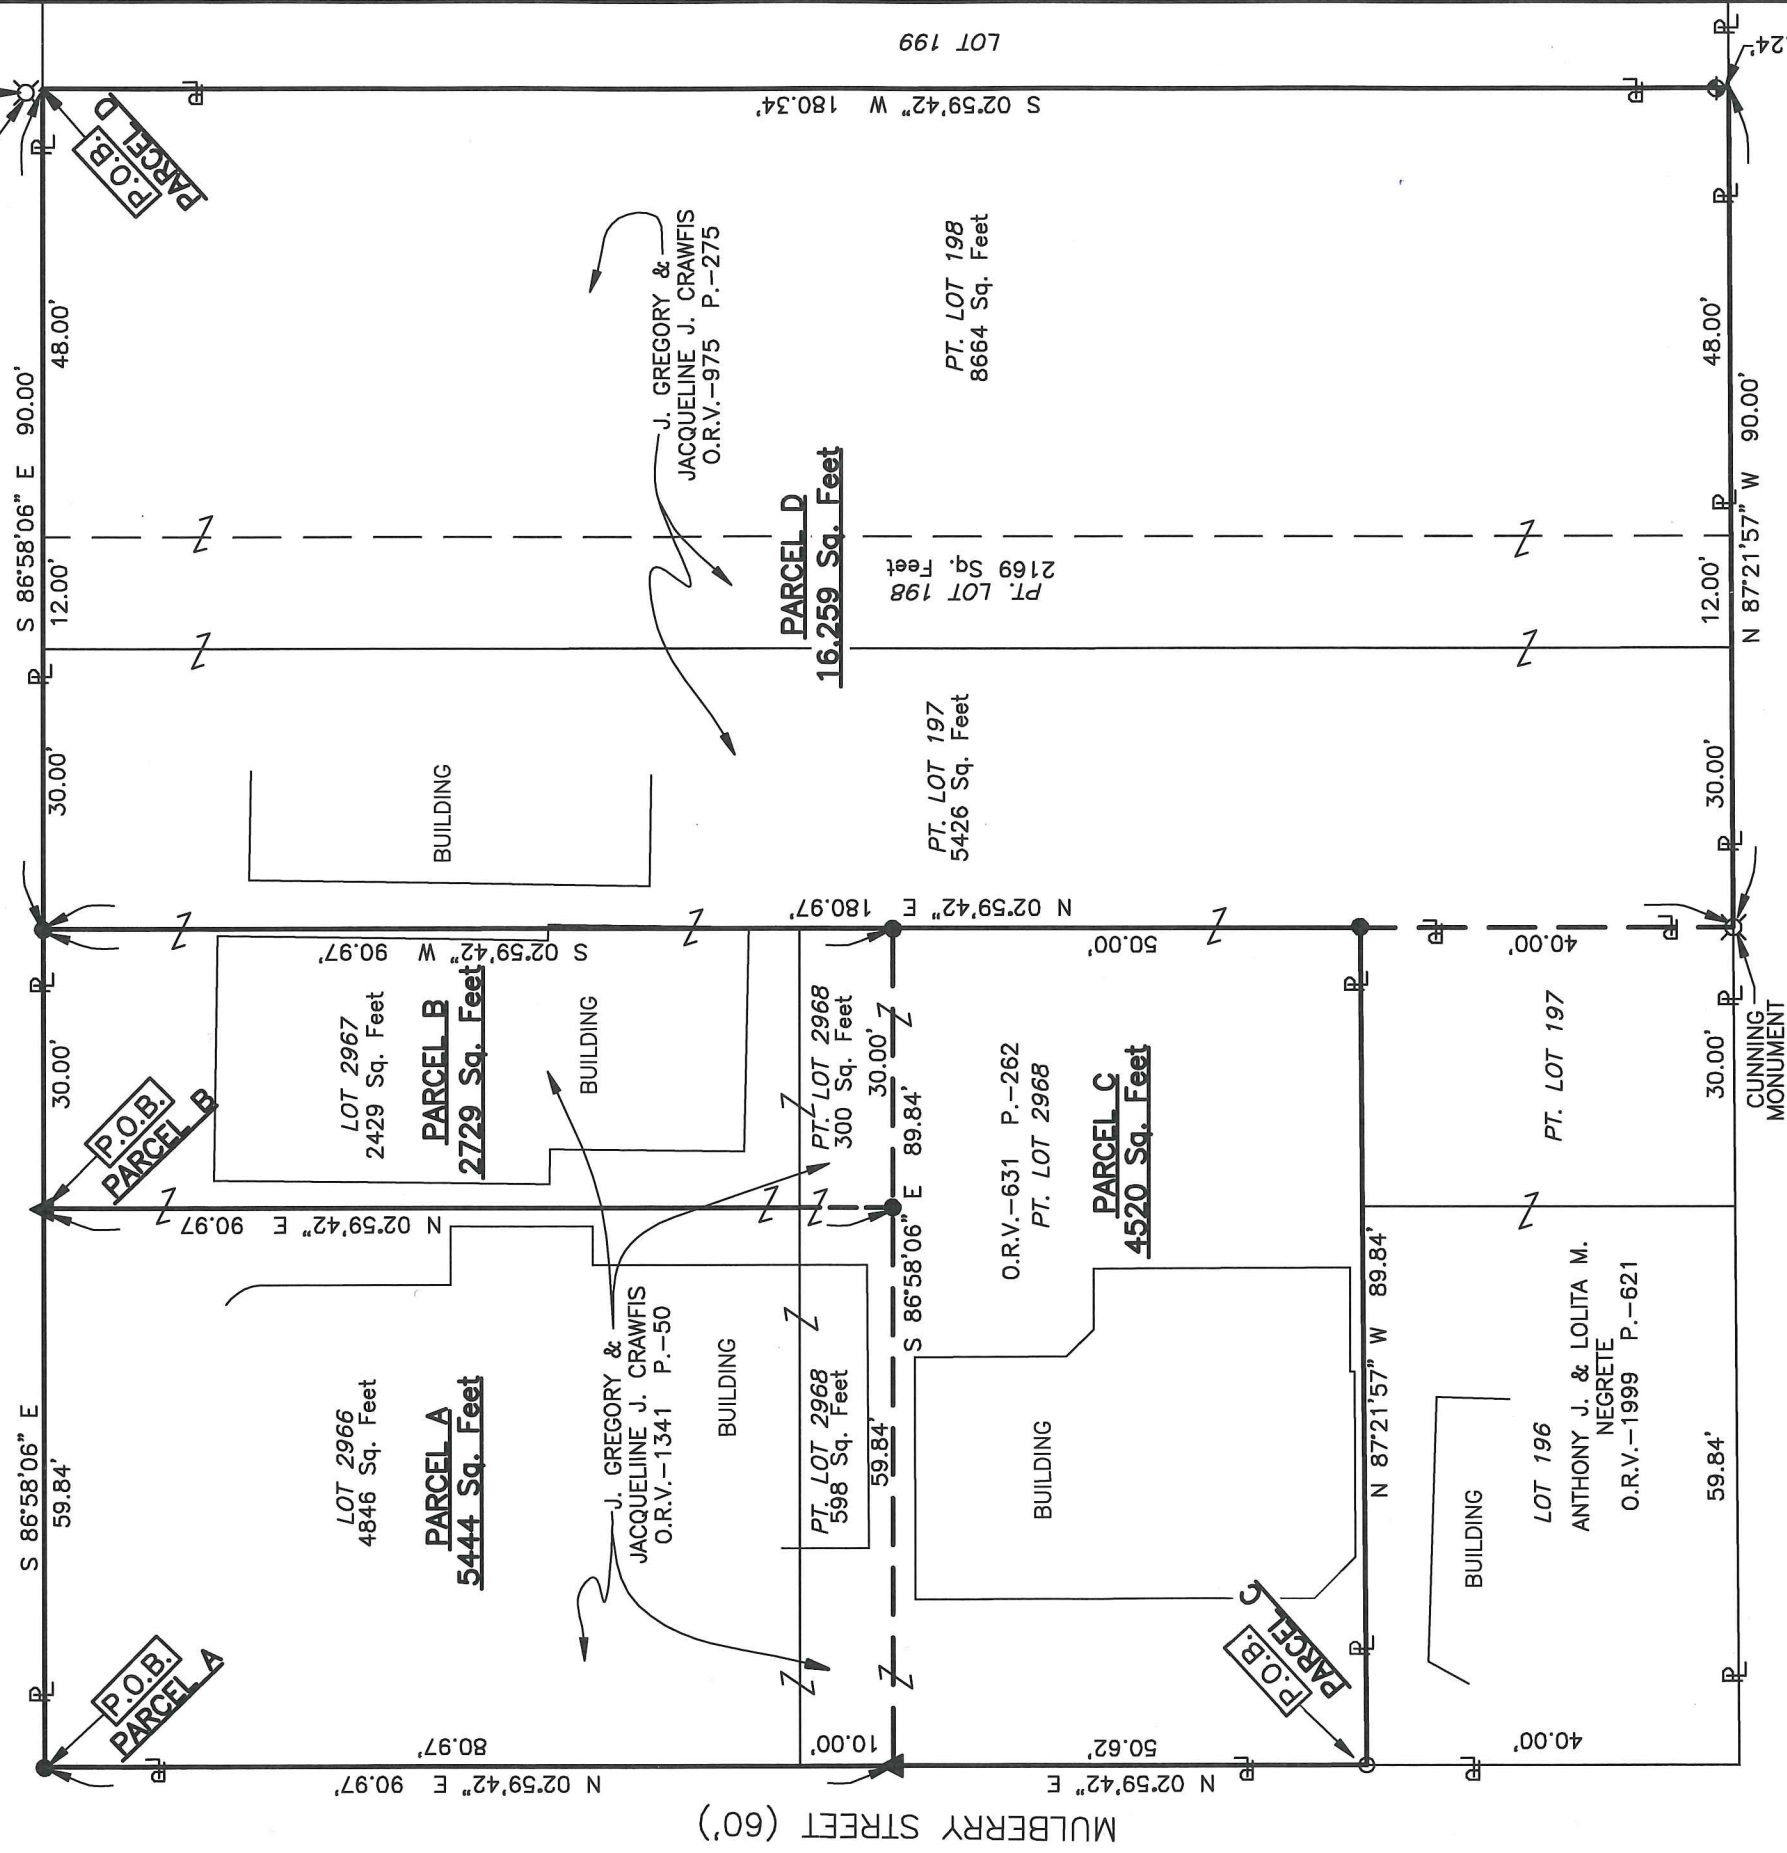 LOT 199
24'
S 02°59'42" W 180.34'
P.O.B.
PARCEL D
S 86°58'06" E 90.00'
48.00'
12.00'
30.00'
J. GREGORY &
JACQUELINE J. CRAWFIS
O.R.V.-975 P.-275
PT. LOT 198
8664 Sq. Feet
48.00'
N 87°21'57" W 90.00'
12.00'
30.00'
PARCEL D
16,259 Sq. Feet
PT. LOT 198
2169 Sq. Feet
BUILDING
PT. LOT 197
5426 Sq. Feet
N 02°59'42" E 180.97'
S 02°59'42" W 90.97'
50.00'
40.00'
30.00'
P.O.B.
PARCEL B
LOT 2967
2429 Sq. Feet
PARCEL B
2729 Sq. Feet
BUILDING
PT. LOT 2968
300 Sq. Feet
30.00'
S 86°58'06" E 89.84'
O.R.V.-631 P.-262
PT. LOT 2968
PARCEL C
4520 Sq. Feet
PT. LOT 197
30.00'
CUNNING
MONUMENT
N 02°59'42" E 90.97
S 86°58'06" E
59.84'
LOT 2966
4846 Sq. Feet
PARCEL A
5444 Sq. Feet
J. GREGORY &
JACQUELINE J. CRAWFIS
O.R.V.-1341 P.-50
BUILDING
PT. LOT 2968
598 Sq. Feet
59.84'
BUILDING
N 87°21'57" W 89.84'
BUILDING
LOT 196
ANTHONY J. & LOLITA M.
NEGRETE
O.R.V.-1999 P.-621
59.84'
P.O.B.
PARCEL A
P.O.B.
PARCEL C
80.97'
10.00'
50.62'
40.00'
N 02°59'42" E 90.97'
N 02°59'42" E
MULBERRY STREET (60')